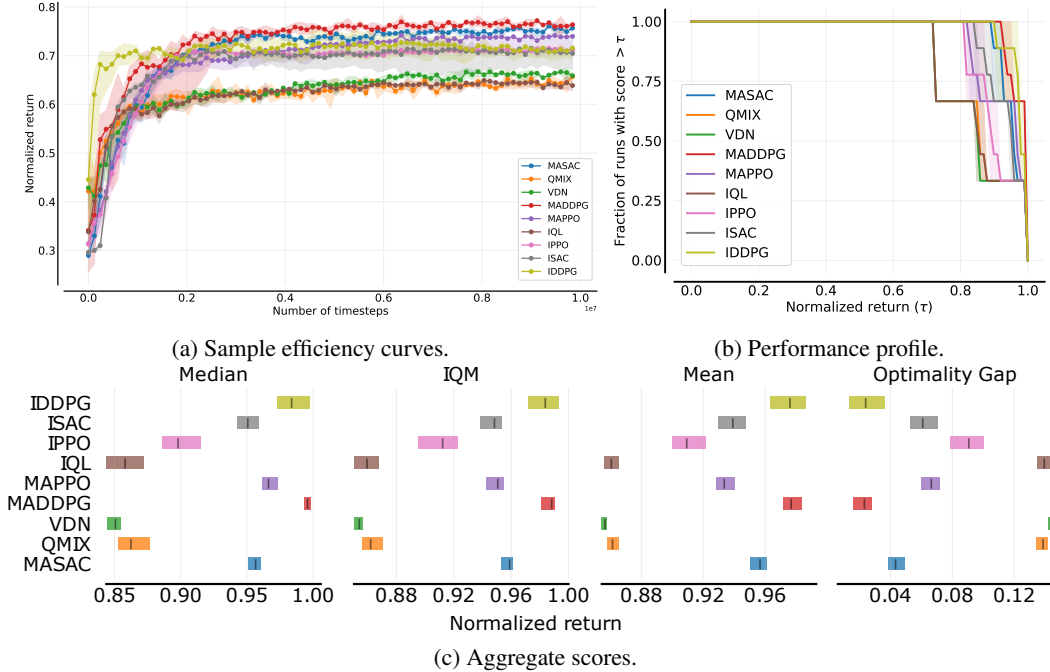 0.8
0.7
0.6
0.5
0.4
0.3
Normalized return
0.0
0.2
0.4
0.6
0.8
1.0
1e7
Number of timesteps
MASAC
QMIX
VDN
MADDPG
MAPPO
IQL
IPPO
ISAC
IDDPG
(a) Sample efficiency curves.
1.00
0.75
0.50
0.25
0.00
Fraction of runs with score > τ
MASAC
QMIX
VDN
MADDPG
MAPPO
IQL
IPPO
ISAC
IDDPG
0.0
0.2
0.4
0.6
0.8
1.0
Normalized return (τ)
(b) Performance profile.
Median
IQM
Mean
Optimality Gap
IDDPG
ISAC
IPPO
IQL
MAPPO
MADDPG
VDN
QMIX
MASAC
0.85 0.90 0.95 1.00
0.88 0.96 1.00
0.88 0.92 0.96
0.04 0.08 0.12
Normalized return
(c) Aggregate scores.